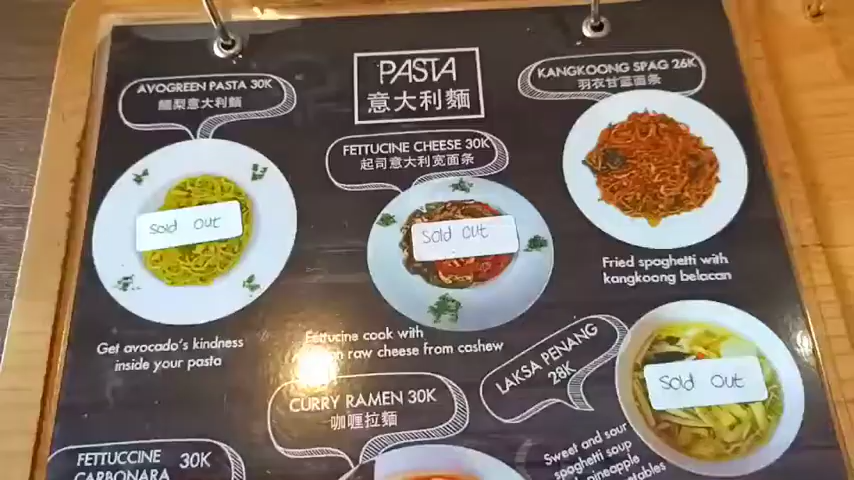 AVOGREEN PASTA 30K
鱷梨意大利麵
Sold Out
Get avocado's kindness
inside your pasta
PASTA
意大利麵
FETTUCINE CHEESE 30K
起司意大利宽面条
Sold Out
Fettucine cook with
raw cheese from cashew
KANGKOONG SPAG 26K
羽衣甘蓝面条
Fried spaghetti with
kangkoong belacan
LAKSA PENANG
28K
Sold Out
Sweet and sour
spaghetti soup
pineapple
vegetables
CURRY RAMEN 30K
咖喱拉麵
FETTUCCINE 30K
CARBONARA